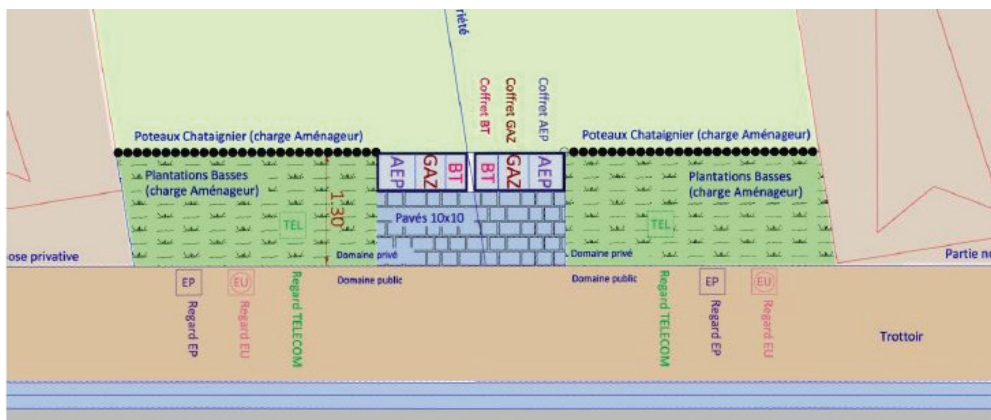 riété
Coffret BT
Coffret GAZ
Coffret AEP
Poteaux Chataignier (charge Aménageur)
Poteaux Chataignier (charge Aménageur)
AEP
GAZ
BT
BT
GAZ
AEP
Plantations Basses
(charge Aménageur)
Plantations Basses
(charge Aménageur)
1.30
TEL
Pavés 10x10
TEL
ose privative
Domaine privé
Domaine privé
Partie no
Domaine public
Domaine public
EP
EU
Regard EP
Regard EU
Regard TELECOM
Regard TELECOM
EP
EU
Regard EP
Regard EU
Trottoir